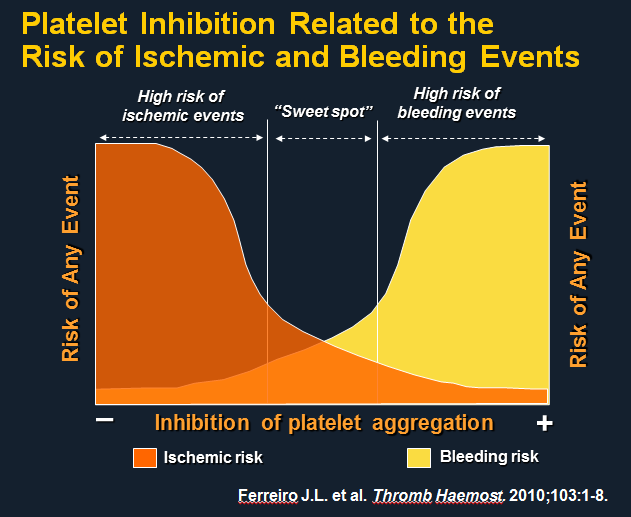 Platelet Inhibition Related to the
Risk of Ischemic and Bleeding Events
High risk of
ischemic events
“Sweet spot”
High risk of
bleeding events
Risk of Any Event
Risk of Any Event
−
Inhibition of platelet aggregation
+
Ischemic risk
Bleeding risk
Ferreiro J.L. et al. Thromb Haemost. 2010;103:1-8.